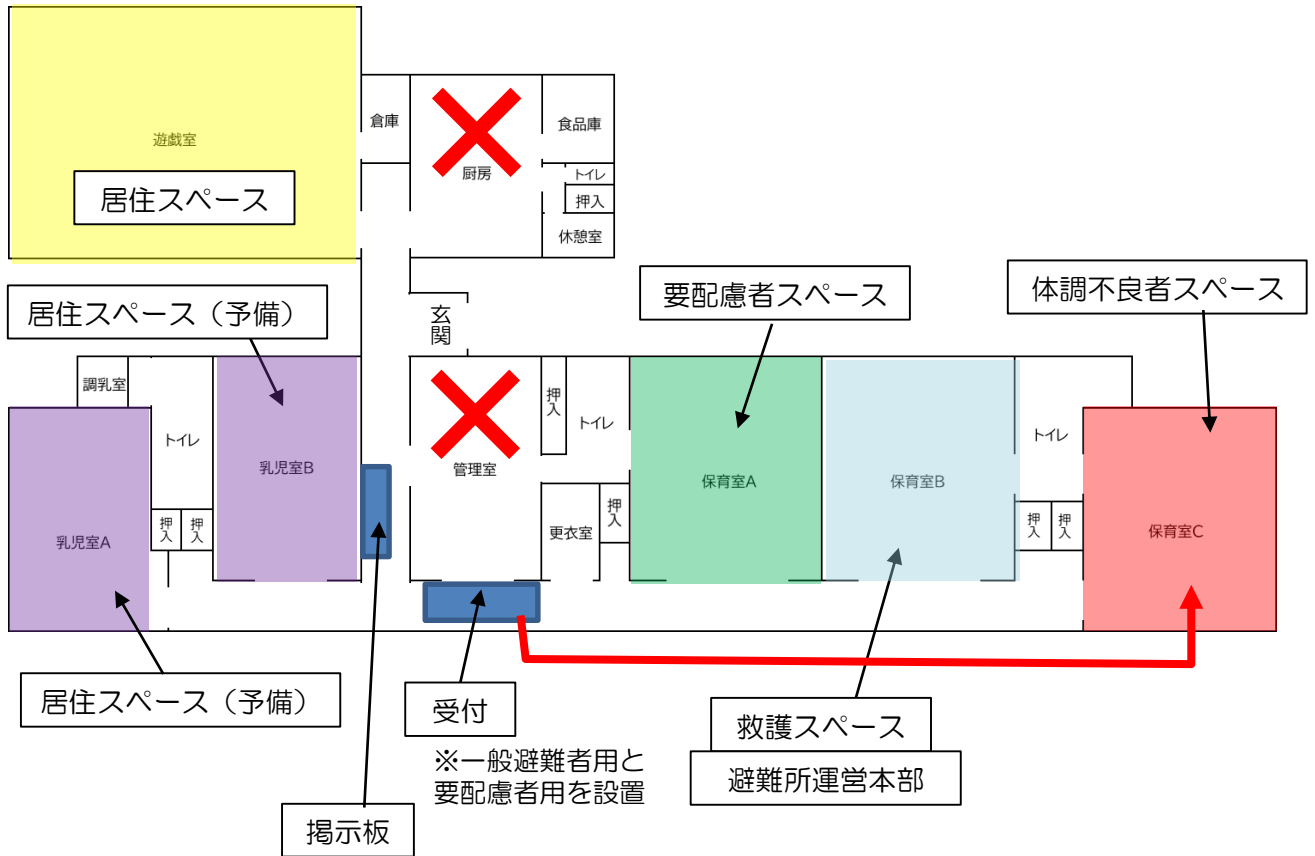 倉庫
食品庫
遊戯室
厨房
トイレ
押入
居住スペース
休憩室
居住スペース（予備）
玄関
要配慮者スペース
体調不良者スペース
調乳室
押入
トイレ
トイレ
トイレ
乳児室B
管理室
保育室A
保育室B
押入
押入
押入
更衣室
押入
押入
乳児室A
保育室C
居住スペース（予備）
受付
※一般避難者用と
要配慮者用を設置
救護スペース
避難所運営本部
掲示板